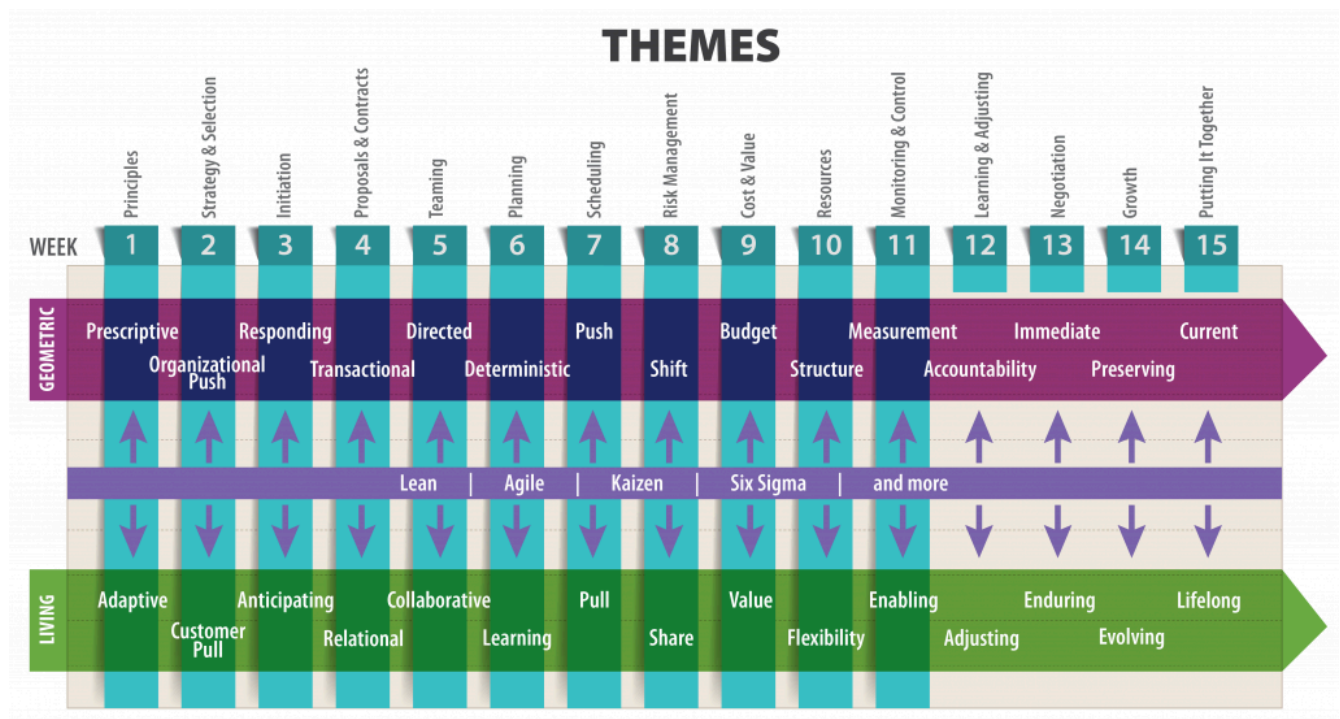 THEMES
Principles
Strategy & Selection
Initiation
Proposals & Contracts
Teaming
Planning
Scheduling
Risk Management
Cost & Value
Resources
Monitoring & Control
Learning & Adjusting
Negotiation
Growth
Putting It Together
WEEK 1 2 3 4 5 6 7 8 9 10 11 12 13 14 15
GEOMETRIC
Prescriptive Responding Directed Push Budget Measurement Immediate Current
Organizational
Push
Transactional Deterministic Shift Structure Accountability Preserving
Lean | Agile | Kaizen | Six Sigma | and more
LIVING
Adaptive Anticipating Collaborative Pull Value Enabling Enduring Lifelong
Customer
Pull
Relational Learning Share Flexibility Adjusting Evolving